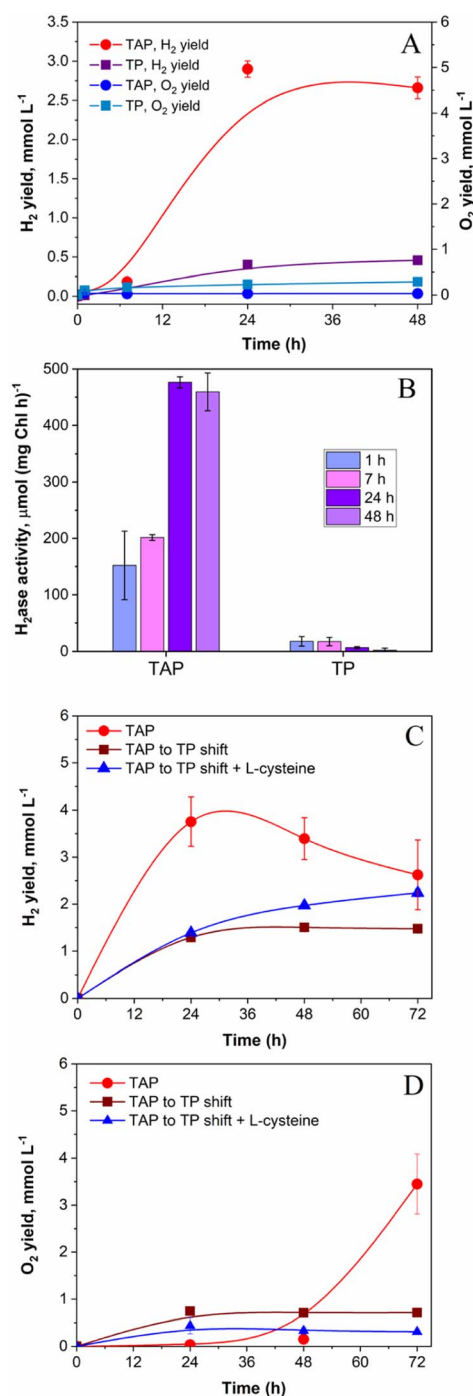 A
TAP, H₂ yield
TP, H₂ yield
TAP, O₂ yield
TP, O₂ yield
H₂ yield, mmol L⁻¹
3.5
3.0
2.5
2.0
1.5
1.0
0.5
0.0
O₂ yield, mmol L⁻¹
6
5
4
3
2
1
0
0 12 24 36 48
Time (h)
B
H₂ase activity, μmol (mg Chl h)⁻¹
500
400
300
200
100
0
1 h
7 h
24 h
48 h
TAP TP
C
TAP
TAP to TP shift
TAP to TP shift + L-cysteine
H₂ yield, mmol L⁻¹
6
5
4
3
2
1
0
0 12 24 36 48 60 72
Time (h)
D
TAP
TAP to TP shift
TAP to TP shift + L-cysteine
O₂ yield, mmol L⁻¹
6
5
4
3
2
1
0
0 12 24 36 48 60 72
Time (h)